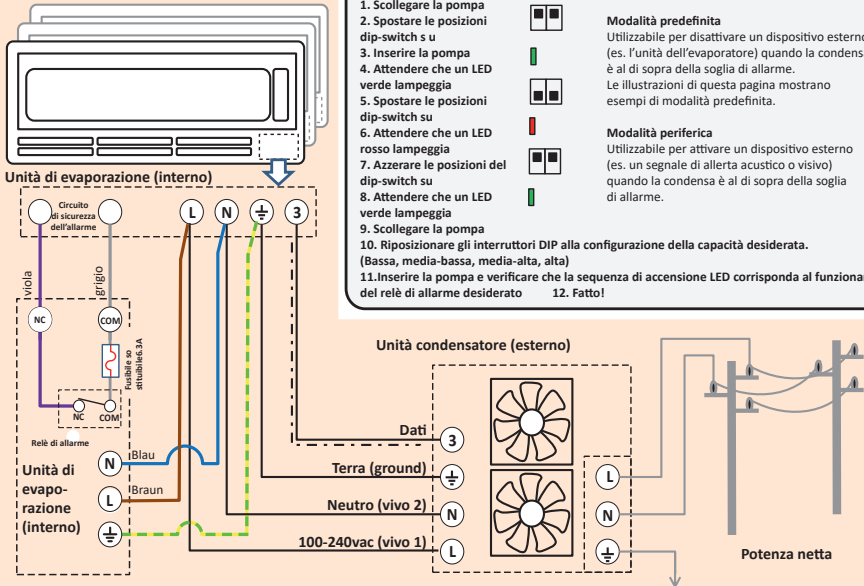 1. Scollegare la pompa
2. Spostare le posizioni
dip-switch s u
3. Inserire la pompa
4. Attendere che un LED
verde lampeggia
5. Spostare le posizioni
dip-switch su
6. Attendere che un LED
rosso lampeggia
7. Azzerare le posizioni del
dip-switch su
8. Attendere che un LED
verde lampeggia
9. Scollegare la pompa
10. Riposizionare gli interruttori DIP alla configurazione della capacità desiderata.
(Bassa, media-bassa, media-alta, alta)
11.Inserire la pompa e verificare che la sequenza di accensione LED corrisponda al funzionam
del relè di allarme desiderato 12. Fatto!
Modalità predefinita
Utilizzabile per disattivare un dispositivo esterno
(es. l'unità dell'evaporatore) quando la condensa
è al di sopra della soglia di allarme.
Le illustrazioni di questa pagina mostrano
esempi di modalità predefinita.
Modalità periferica
Utilizzabile per attivare un dispositivo esterno
(es. un segnale di allerta acustico o visivo)
quando la condensa è al di sopra della soglia
di allarme.
Unità di evaporazione (interno)
Circuito
di sicurezza
dell'allarme
L
N
3
viola
grigio
NC
COM
Fusibile so
stituibile6.3A
NC
COM
Relè di allarme
Unità di
evapo-
razione
(interno)
N
Blau
L
Braun
Unità condensatore (esterno)
Dati
3
Terra (ground)
Neutro (vivo 2)
N
100-240vac (vivo 1)
L
L
N
Potenza netta